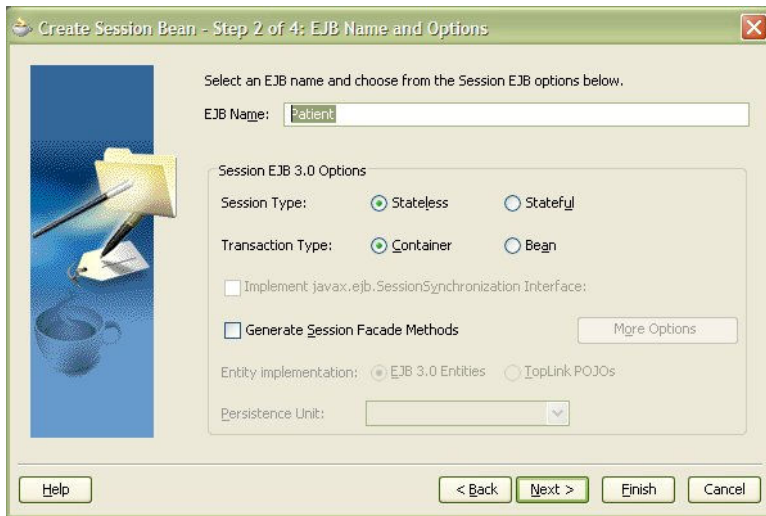 Create Session Bean - Step 2 of 4: EJB Name and Options
Select an EJB name and choose from the Session EJB options below.
EJB Name: Patient
Session EJB 3.0 Options
Session Type: Stateless Stateful
Transaction Type: Container Bean
Implement javax.ejb.SessionSynchronization Interface:
Generate Session Facade Methods More Options
Entity implementation: EJB 3.0 Entities TopLink POJOs
Persistence Unit:
Help < Back Next > Finish Cancel